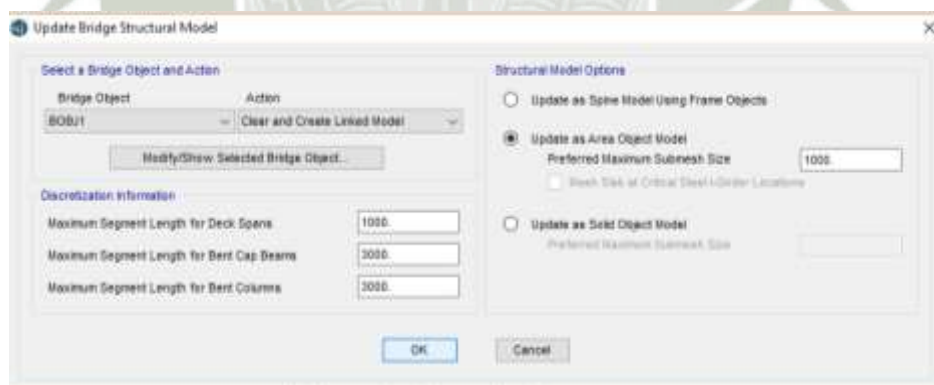 Update Bridge Structural Model
Select a Bridge Object and Action
Bridge Object
Action
BOBJ1
Clear and Create Linked Model
Modify/Show Selected Bridge Object...
Discretization Information
Maximum Segment Length for Deck Spans
1000.
Maximum Segment Length for Bent Cap Beams
3000.
Maximum Segment Length for Bent Columns
3000.
Structural Model Options
Update as Spine Model Using Frame Objects
Update as Area Object Model
Preferred Maximum Submesh Size
1000.
Mesh Slab at Critical Steel I-Girder Locations
Update as Solid Object Model
Preferred Maximum Submesh Size
OK
Cancel